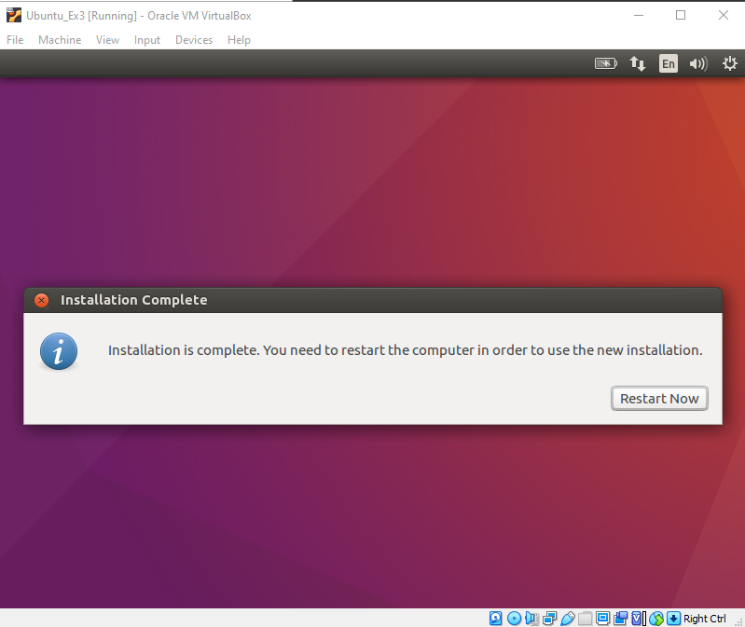 Ubuntu_Ex3 [Running] - Oracle VM VirtualBox
File Machine View Input Devices Help
En
Installation Complete
Installation is complete. You need to restart the computer in order to use the new installation.
Restart Now
Right Ctrl